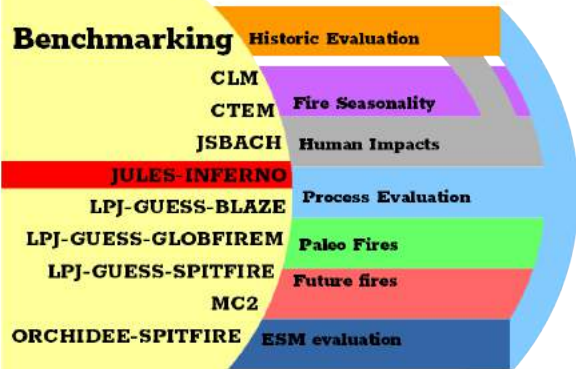 Benchmarking
Historic Evaluation
CLM
CTEM
Fire Seasonality
JSBACH
Human Impacts
JULES-INFERNO
LPJ-GUESS-BLAZE
Process Evaluation
LPJ-GUESS-GLOBFIREM
Paleo Fires
LPJ-GUESS-SPITFIRE
Future fires
MC2
ORCHIDEE-SPITFIRE
ESM evaluation